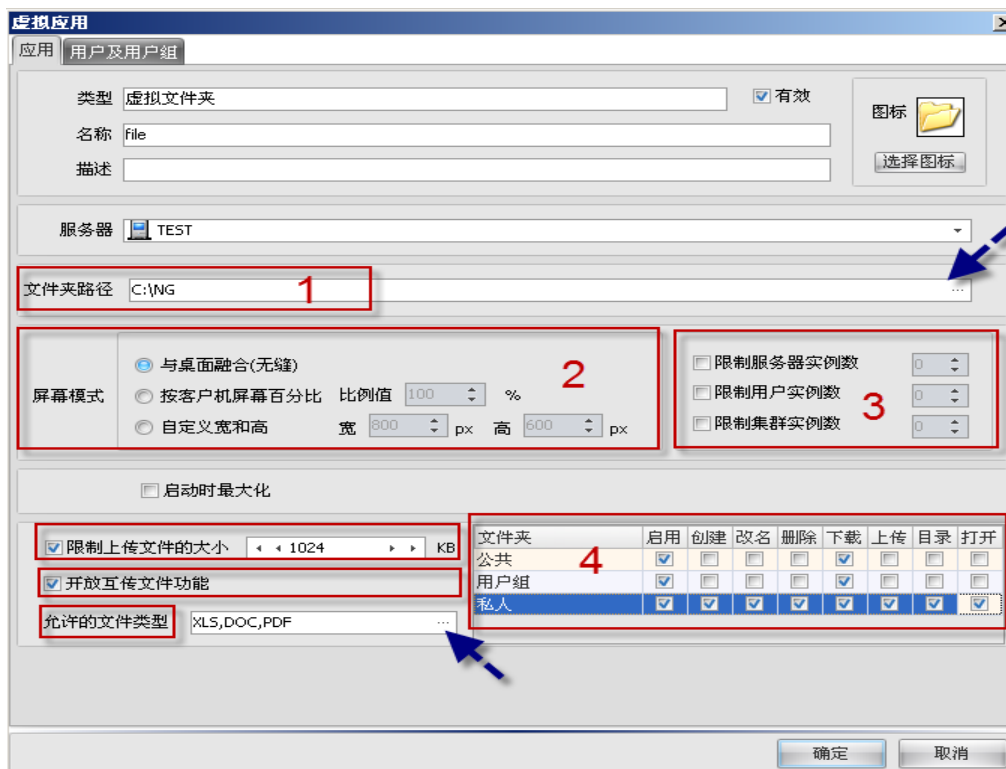 虚拟应用
应用 用户及用户组
类型 虚拟文件夹 有效
图标
名称 file
选择图标
描述
服务器 TEST
文件夹路径 C:\NG 1 ...
与桌面融合(无缝) 2
屏幕模式 按客户机屏幕百分比 比例值 100 %
自定义宽和高 宽 800 px 高 600 px
限制服务器实例数 0
限制用户实例数 0
3
限制集群实例数 0
启动时最大化
限制上传文件的大小 1024 KB
开放互传文件功能
允许的文件类型 XLS,DOC,PDF ...
文件夹 启用 创建 改名 删除 下载 上传 目录 打开
公共 4
用户组
私人
确定 取消